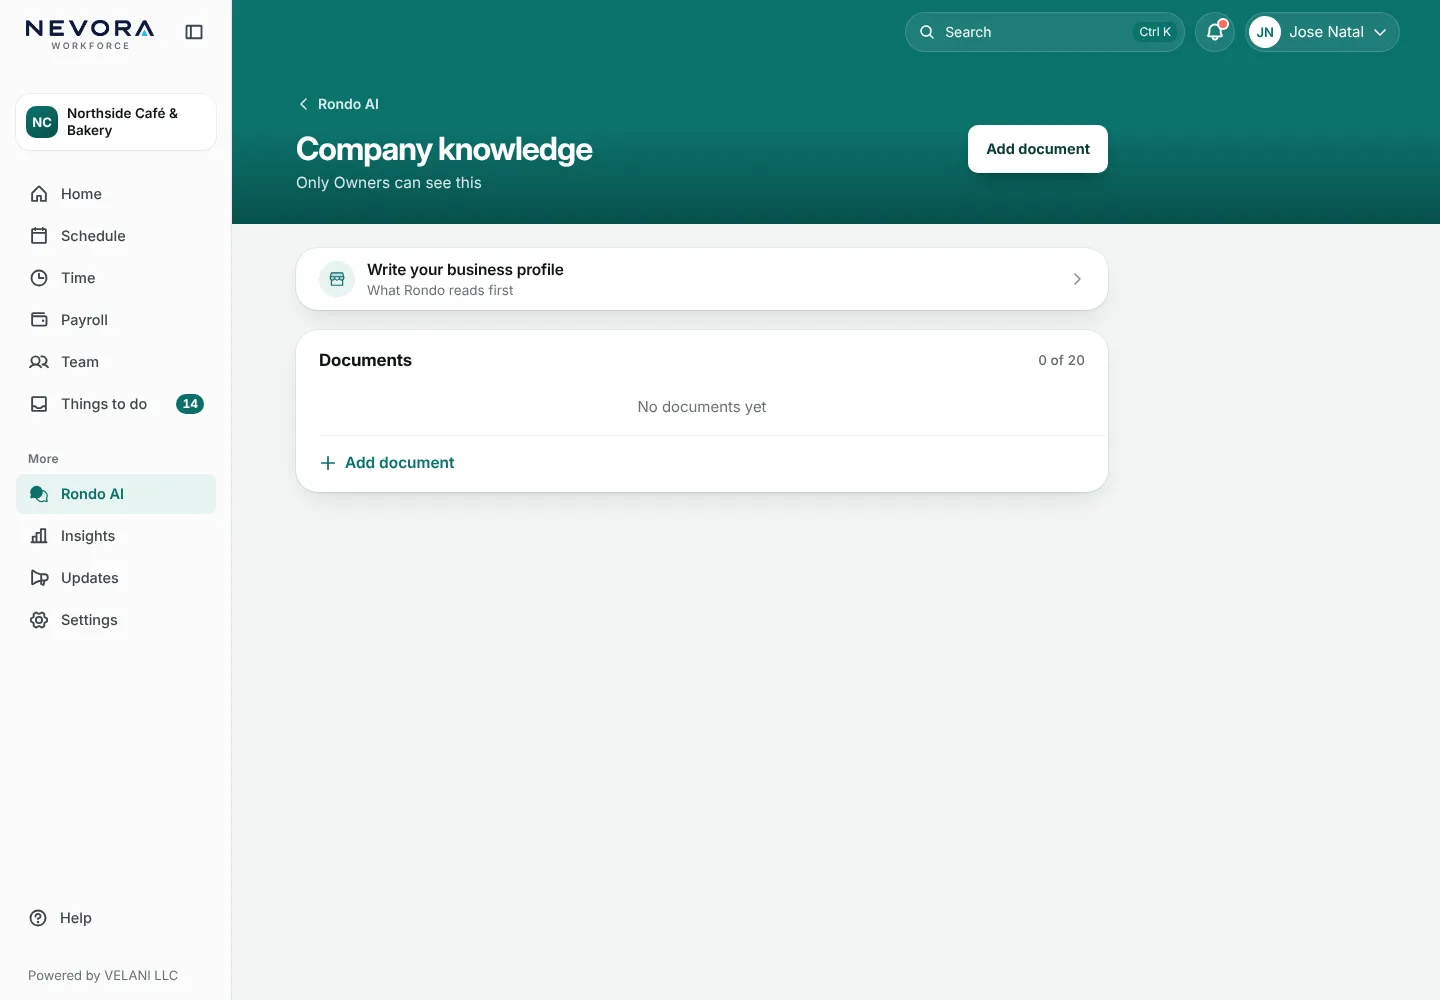 NEVORA
WORKFORCE
Search
Ctrl K
JN
Jose Natal
NC
Northside Café &
Bakery
Home
Schedule
Time
Payroll
Team
Things to do
14
More
Rondo AI
Insights
Updates
Settings
Help
Powered by VELANI LLC
Rondo AI
Company knowledge
Only Owners can see this
Add document
Write your business profile
What Rondo reads first
Documents
0 of 20
No documents yet
Add document